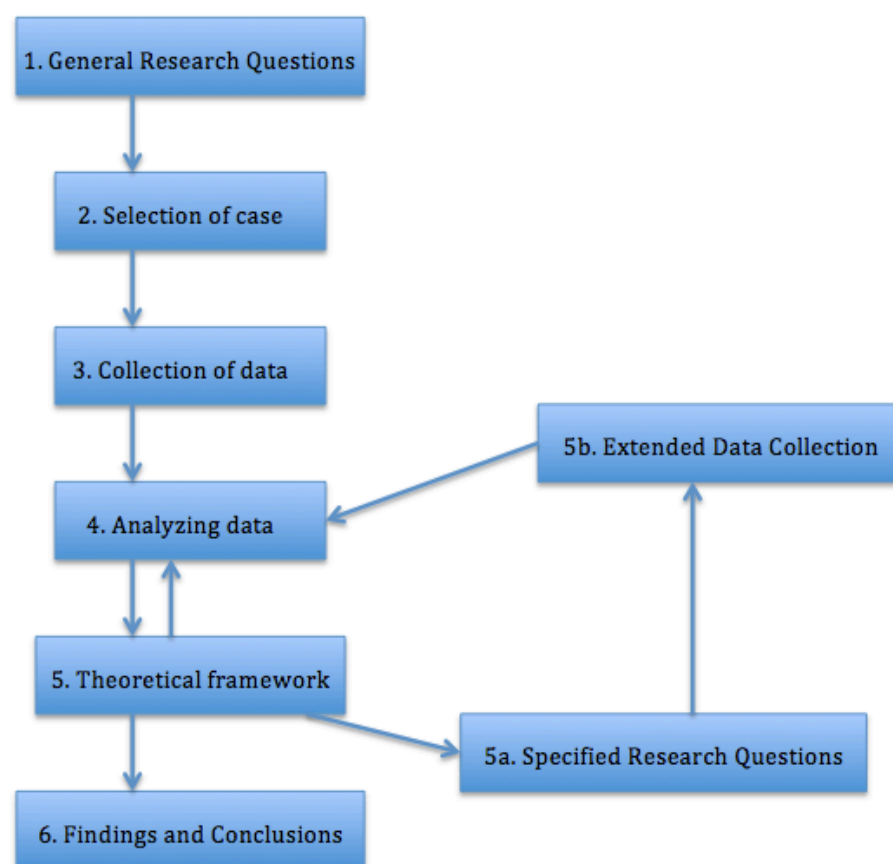 1. General Research Questions
2. Selection of case
3. Collection of data
5b. Extended Data Collection
4. Analyzing data
5. Theoretical framework
5a. Specified Research Questions
6. Findings and Conclusions